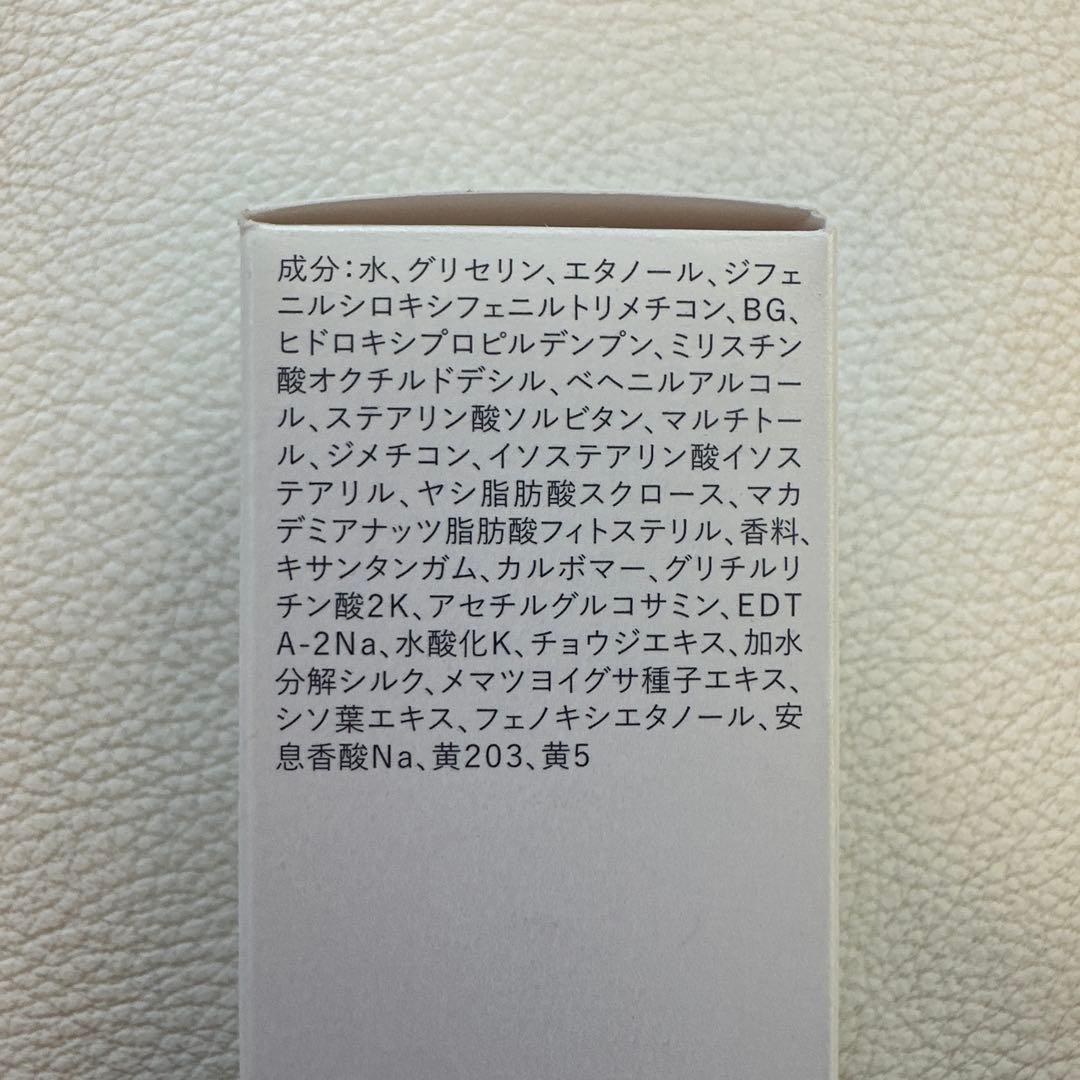 成分：水、グリセリン、エタノール、ジフェ
ニルシロキシフェニルトリメチコン、BG、
ヒドロキシプロピルデンプン、ミリスチン
酸オクチルドデシル、ベヘニルアルコー
ル、ステアリン酸ソルビタン、マルチトー
ル、ジメチコン、イソステアリン酸イソス
テアリル、ヤシ脂肪酸スクロース、マカ
デミアナッツ脂肪酸フィトステリル、香料、
キサンタンガム、カルボマー、グリチルリ
チン酸2K、アセチルグルコサミン、EDT
A-2Na、水酸化K、チョウジエキス、加水
分解シルク、メマツヨイグサ種子エキス、
シソ葉エキス、フェノキシエタノール、安
息香酸Na、黄203、黄5